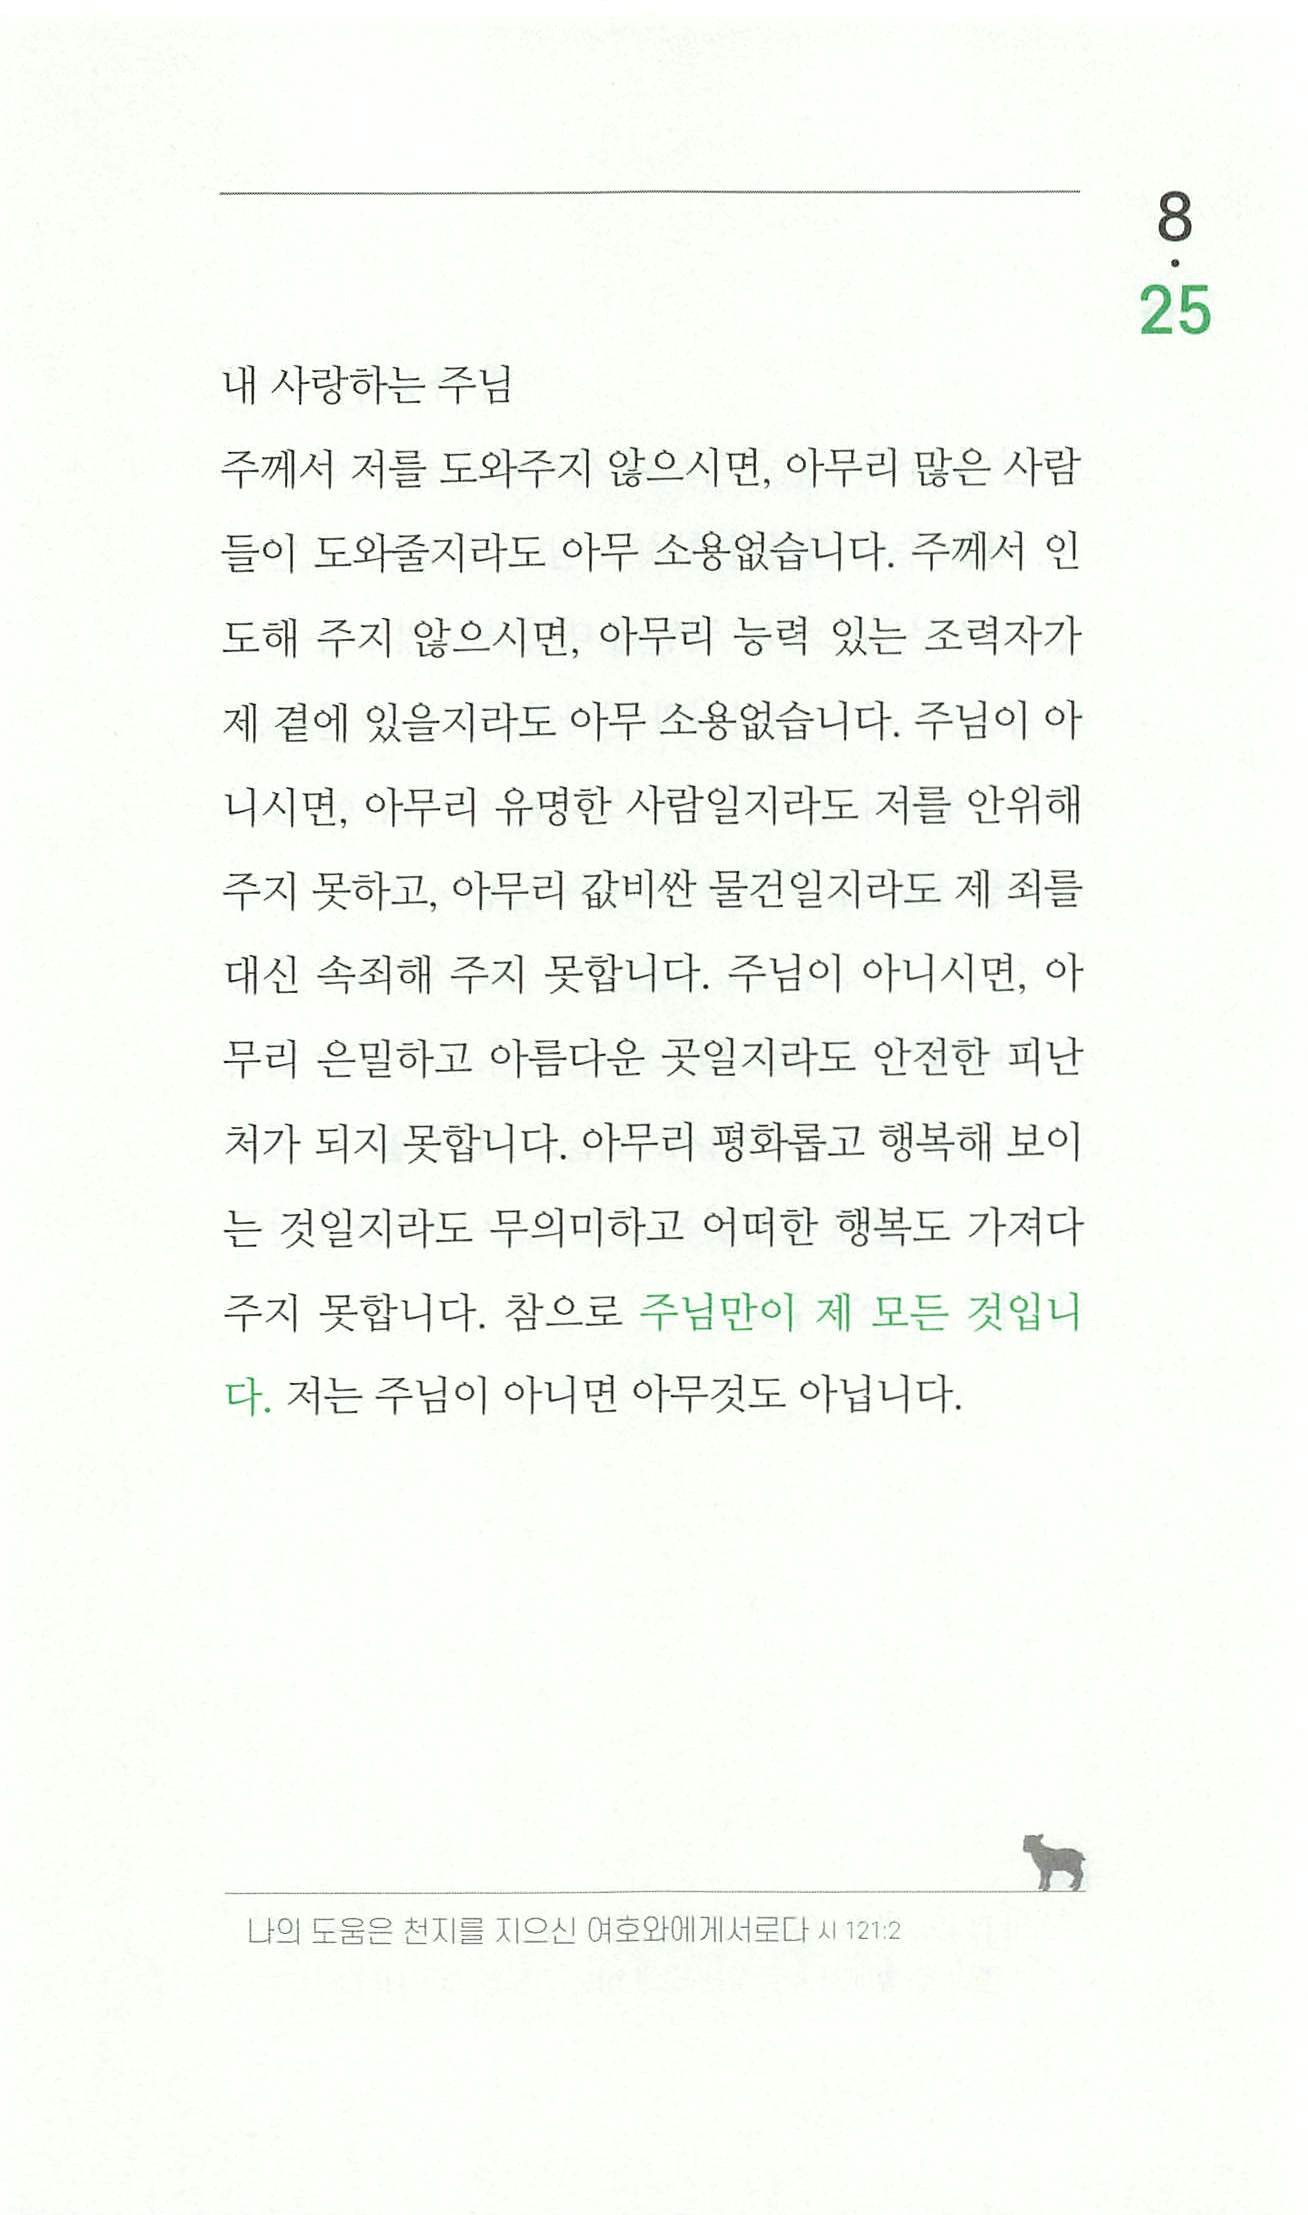 8
·
25
내 사랑하는 주님
주께서 저를 도와주지 않으시면, 아무리 많은 사람
들이 도와줄지라도 아무 소용없습니다. 주께서 인
도해 주지 않으시면, 아무리 능력 있는 조력자가
제 곁에 있을지라도 아무 소용없습니다. 주님이 아
니시면, 아무리 유명한 사람일지라도 저를 안위해
주지 못하고, 아무리 값비싼 물건일지라도 제 죄를
대신 속죄해 주지 못합니다. 주님이 아니시면, 아
무리 은밀하고 아름다운 곳일지라도 안전한 피난
처가 되지 못합니다. 아무리 평화롭고 행복해 보이
는 것일지라도 무의미하고 어떠한 행복도 가져다
주지 못합니다. 참으로 주님만이 제 모든 것입니
다. 저는 주님이 아니면 아무것도 아닙니다.
나의 도움은 천지를 지으신 여호와에게서로다 시 121:2